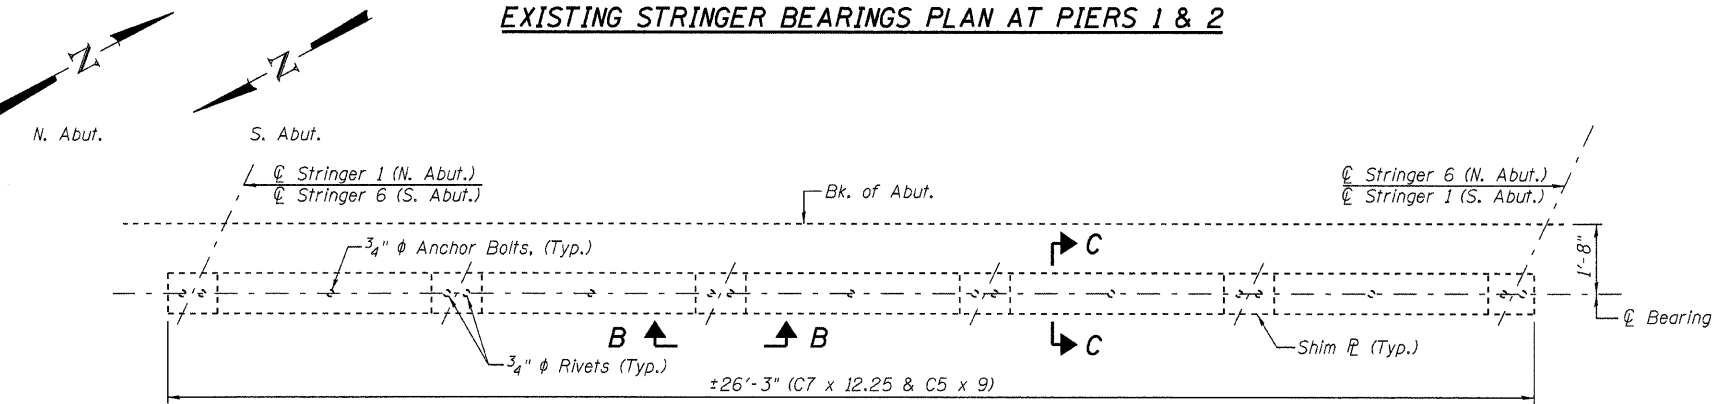 EXISTING STRINGER BEARINGS PLAN AT PIERS 1 & 2
N
N
N. Abut.
S. Abut.
℄ Stringer 1 (N. Abut.)
℄ Stringer 6 (S. Abut.)
Bk. of Abut.
℄ Stringer 6 (N. Abut.)
℄ Stringer 1 (S. Abut.)
3/4" ϕ Anchor Bolts, (Typ.)
C
1'-8"
B
B
C
℄ Bearing
3/4" ϕ Rivets (Typ.)
Shim ⅊ (Typ.)
±26'-3" (C7 x 12.25 & C5 x 9)